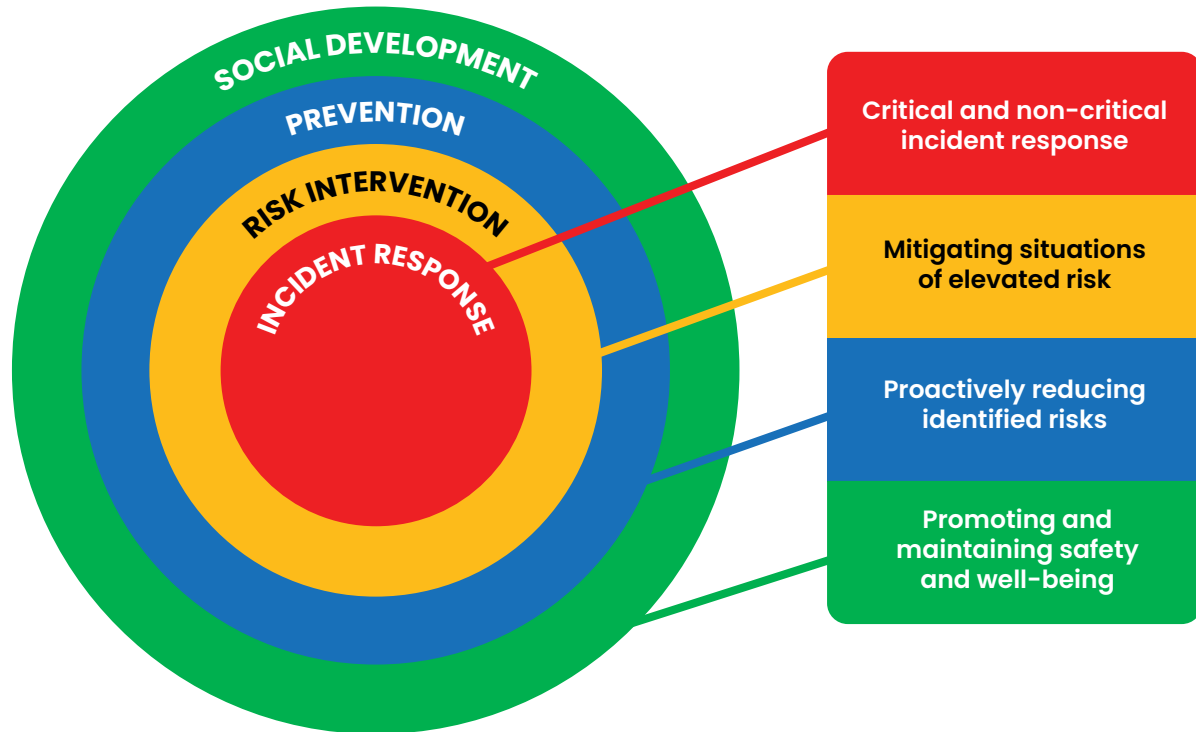 SOCIAL DEVELOPMENT
PREVENTION
RISK INTERVENTION
INCIDENT RESPONSE
Critical and non-critical
incident response
Mitigating situations
of elevated risk
Proactively reducing
identified risks
Promoting and
maintaining safety
and well-being